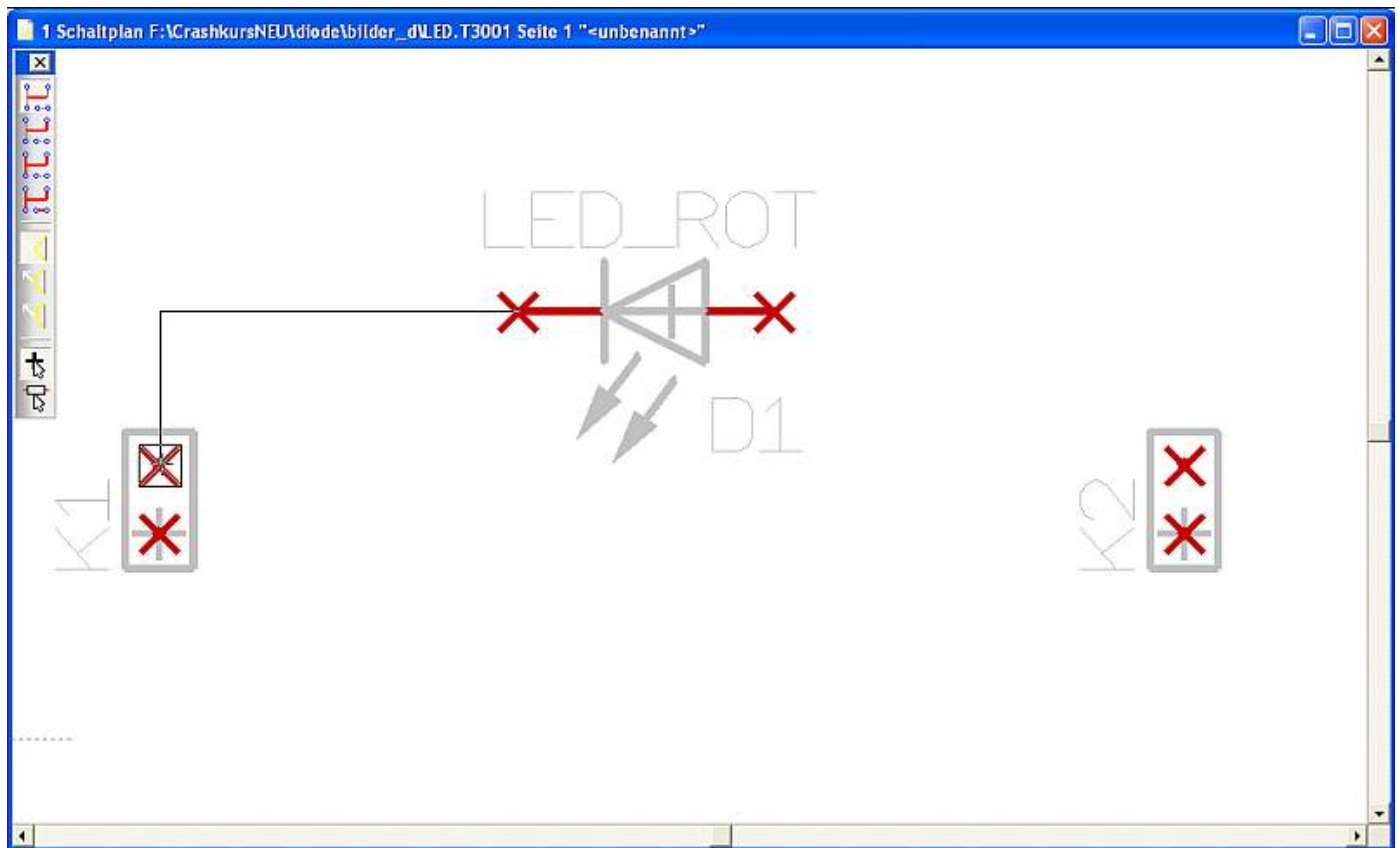 1 Schaltplan F:\CrashkursNEU\diode\bilder_d\LED.T3001 Seite 1 "<unbenannt>"
LED_ROT
D1
K1
K2